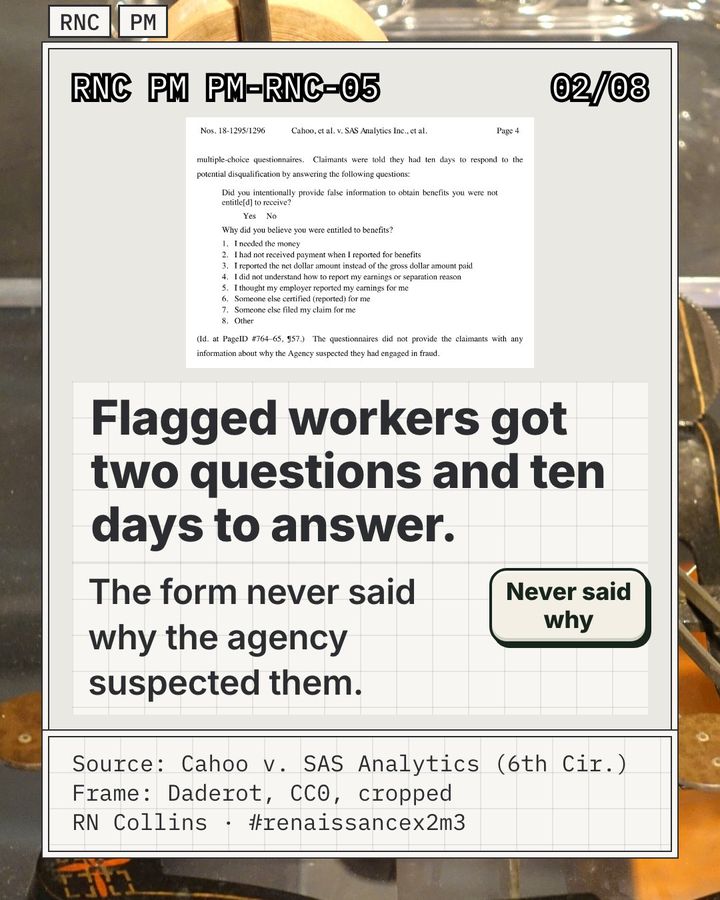 RNC PM
RNC PM PM-RNC-05 02/08
Nos. 18-1295/1296 Cahoo, et al. v. SAS Analytics Inc., et al. Page 4
multiple-choice questionnaires. Claimants were told they had ten days to respond to the
potential disqualification by answering the following questions:
Did you intentionally provide false information to obtain benefits you were not
entitle[d] to receive?
Yes No
Why did you believe you were entitled to benefits?
1. I needed the money
2. I had not received payment when I reported for benefits
3. I reported the net dollar amount instead of the gross dollar amount paid
4. I did not understand how to report my earnings or separation reason
5. I thought my employer reported my earnings for me
6. Someone else certified (reported) for me
7. Someone else filed my claim for me
8. Other
(Id. at PageID #764–65, ¶57.) The questionnaires did not provide the claimants with any
information about why the Agency suspected they had engaged in fraud.
Flagged workers got
two questions and ten
days to answer.
The form never said
why the agency
suspected them.
Never said
why
Source: Cahoo v. SAS Analytics (6th Cir.)
Frame: Daderot, CC0, cropped
RN Collins · #renaissancex2m3